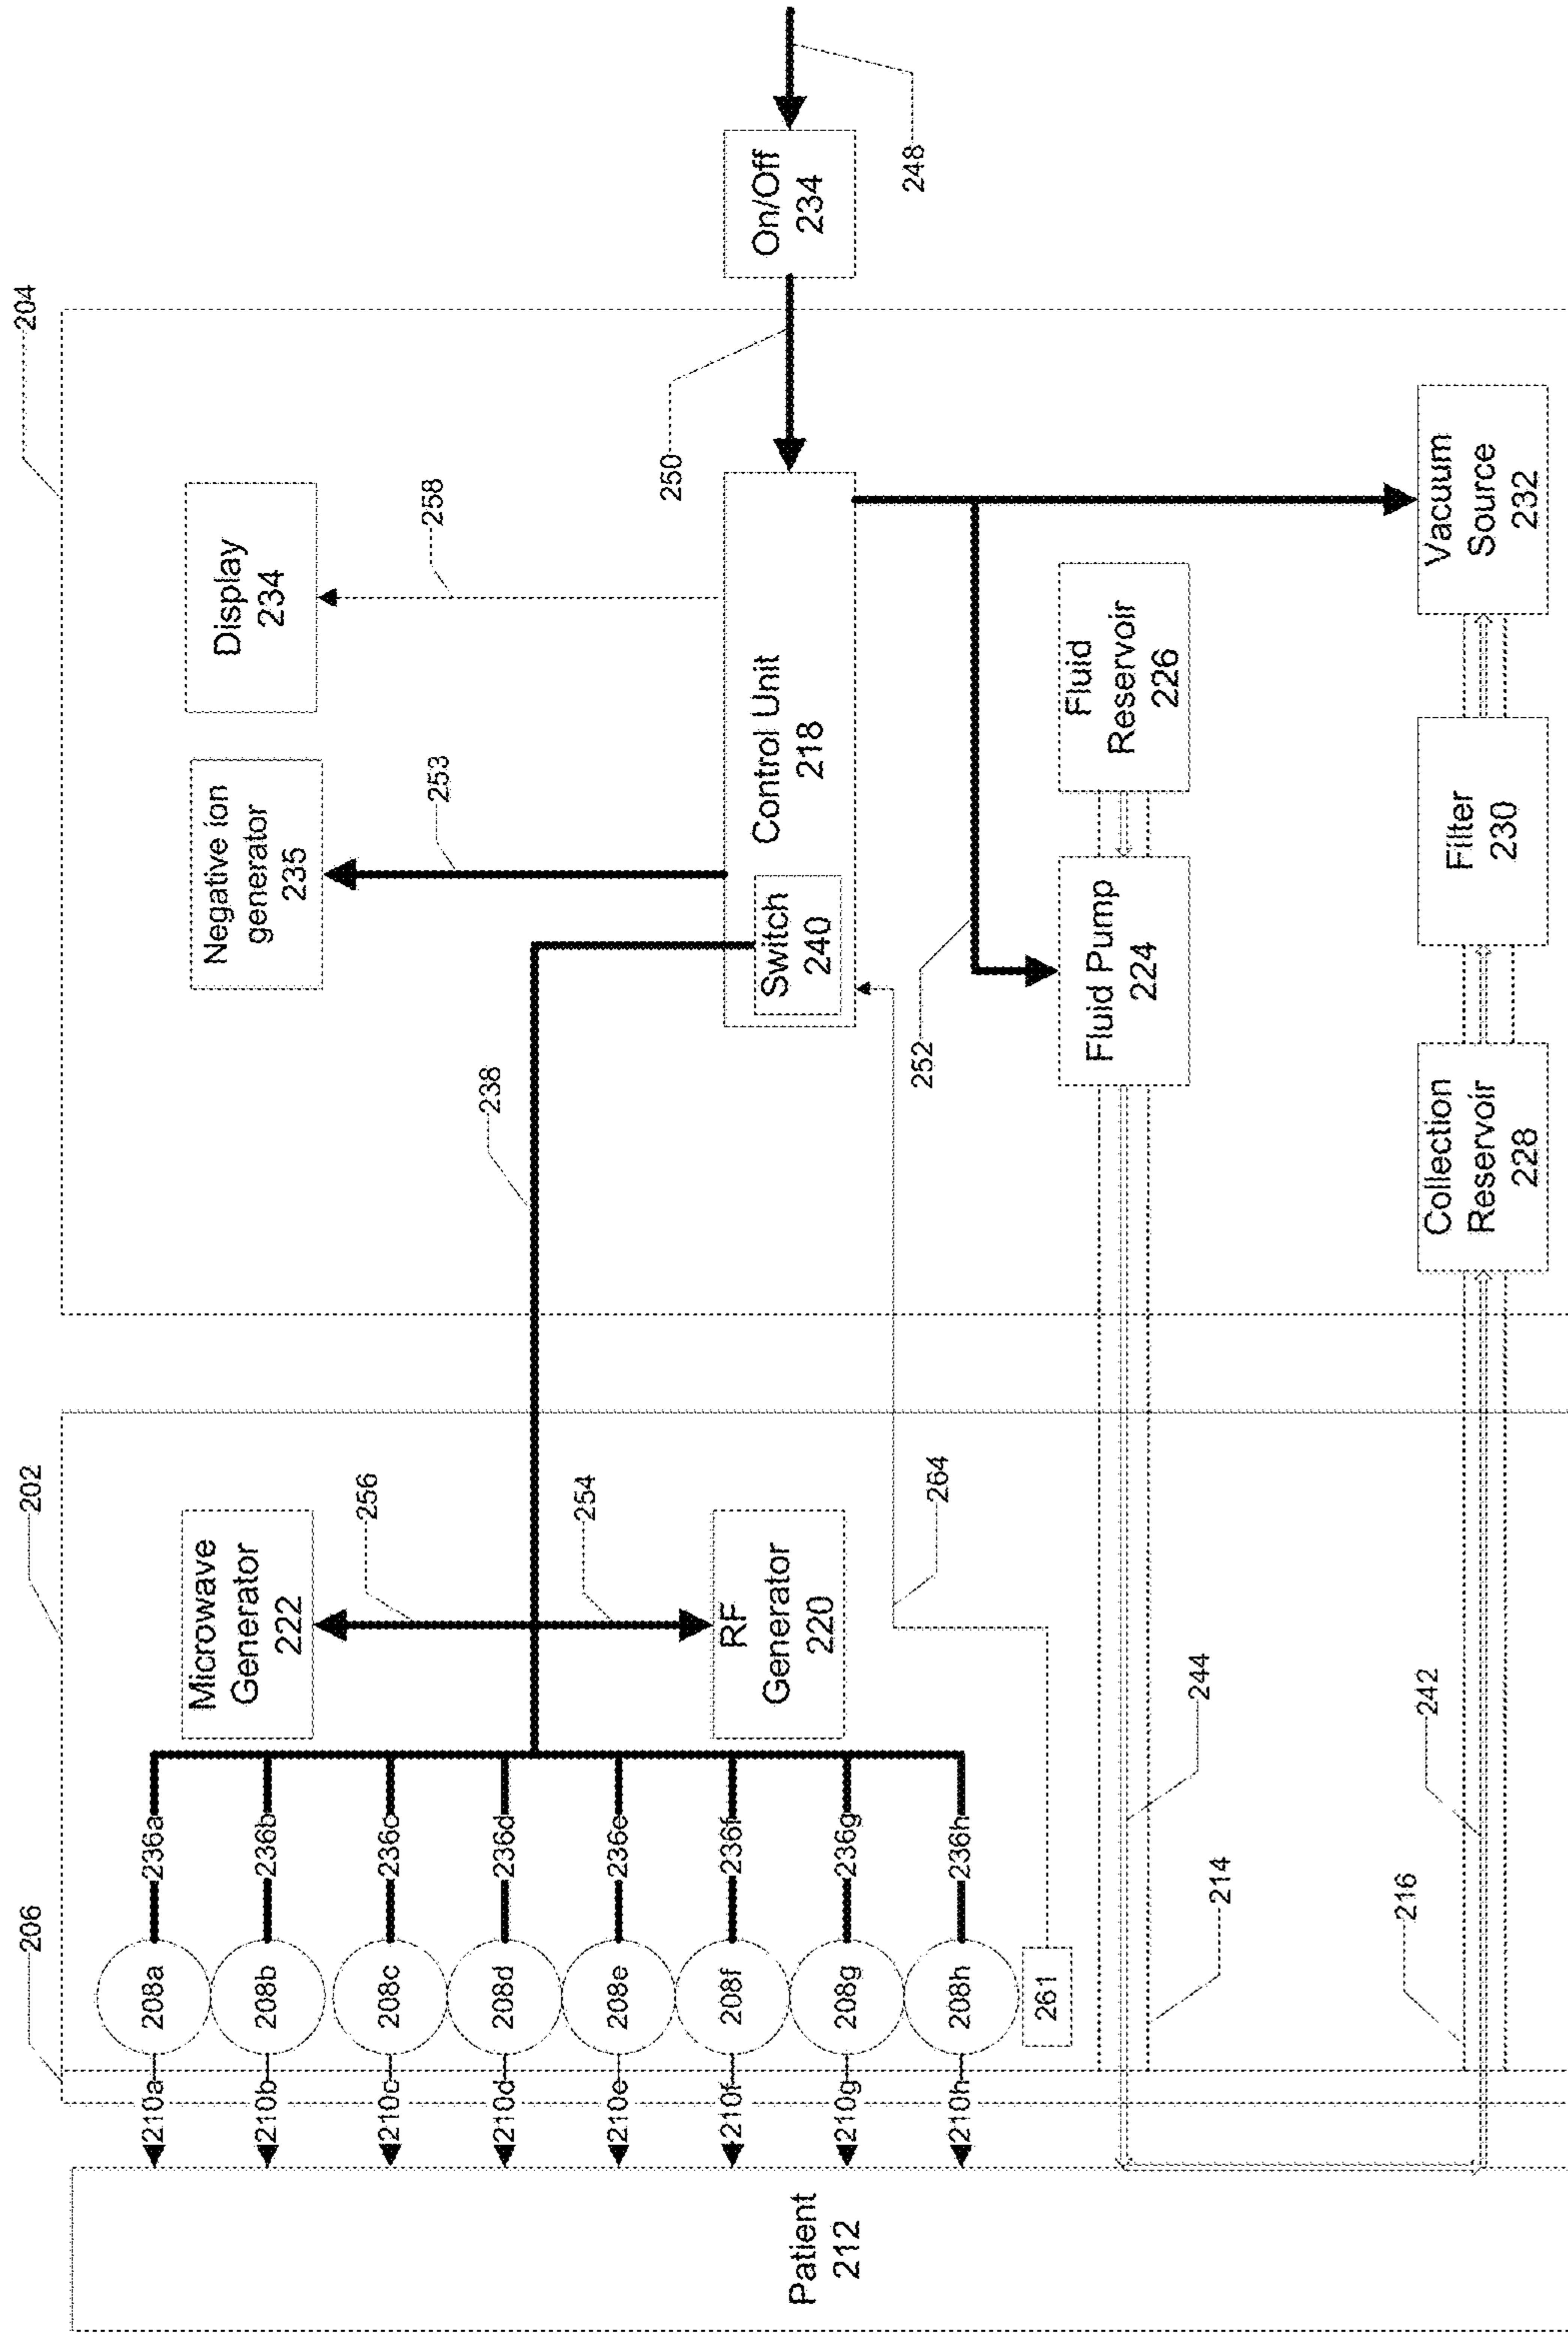 206
202
204
210a
208a
236a
210b
208b
236b
Microwave
Generator
222
Negative ion
generator
235
Display
234
256
253
258
210c
208c
236c
210d
208d
236d
238
210e
208e
236e
254
250
210f
208f
236f
RF
Generator
220
Patient
212
210g
208g
236g
Switch
240
Control Unit
218
On/Off
234
210h
208h
236h
264
252
248
261
Fluid Pump
224
Fluid
Reservoir
226
214
244
216
242
Collection
Reservoir
228
Filter
230
Vacuum
Source
232